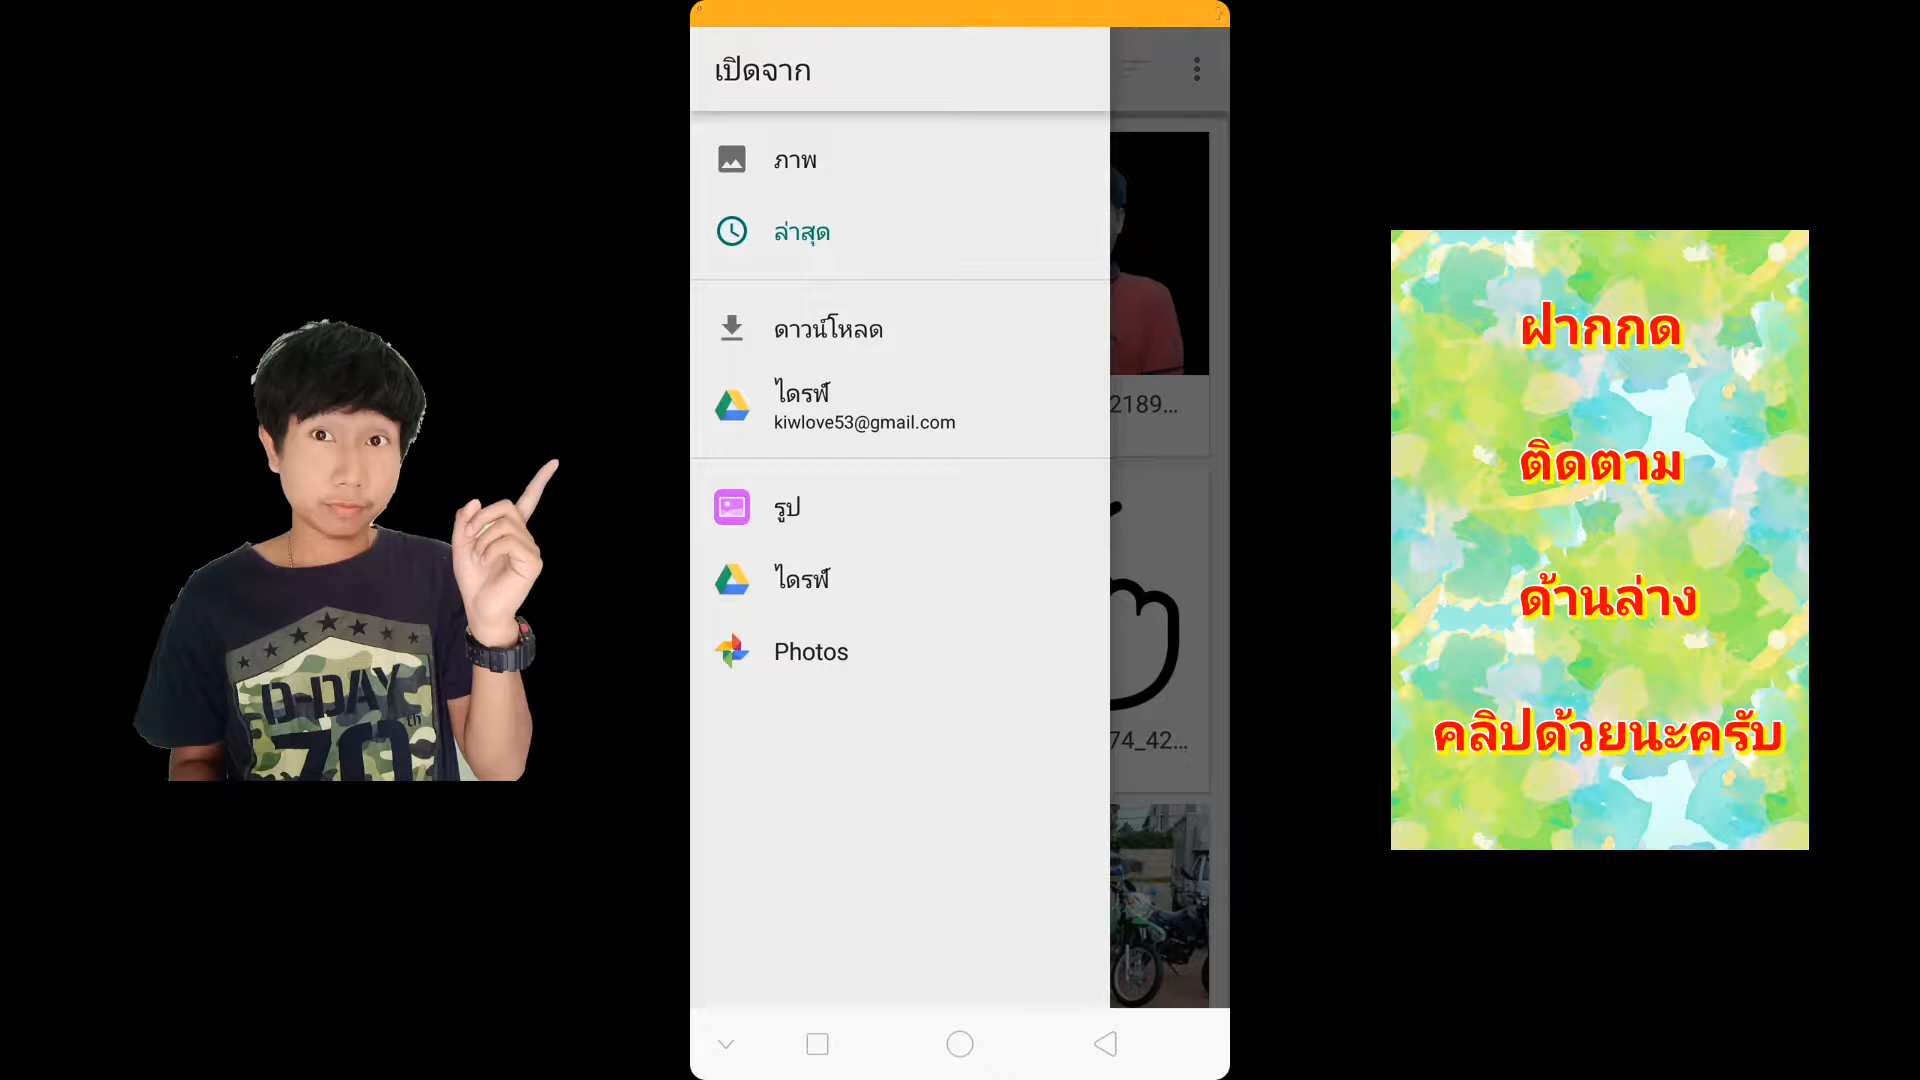 เปิดจาก
ภาพ
ล่าสุด
ดาวน์โหลด
ไดรฟ์
kiwlove53@gmail.com
รูป
ไดรฟ์
Photos
2189...
74_42...
D-DAY
70th
ฝากกด
ติดตาม
ด้านล่าง
คลิปด้วยนะครับ